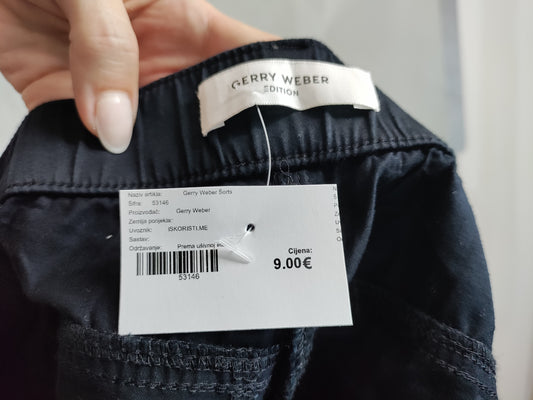 GERRY WEBER
EDITION
Naziv artikla: Gerry Weber Sorts
Šifra: 53146
Proizvođač: Gerry Weber
Zemlja porijekla:
Uvoznik: ISKORISTI.ME
Sastav:
Održavanje: Prema ušivnoj
53146
Cijena:
9.00€